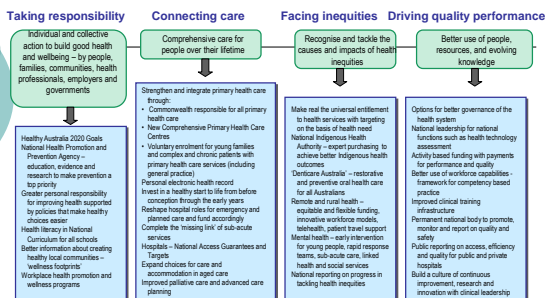 Taking responsibility
Individual and collective
action to build good health
and wellbeing – by people,
families, communities, health
professionals, employers and
governments
Healthy Australia 2020 Goals
National Health Promotion and
Prevention Agency –
education, evidence and
research to make prevention a
top priority
Greater personal responsibility
for improving health supported
by policies that make healthy
choices easier
Health literacy in National
Curriculum for all schools
Better information about creating
healthy local communities –
'wellness footprints'
Workplace health promotion and
wellness programs
Connecting care
Comprehensive care for
people over their lifetime
Strengthen and integrate primary health care
through:
• Commonwealth responsible for all primary
health care
• New Comprehensive Primary Health Care
Centres
• Voluntary enrolment for young families
and complex and chronic patients with
primary health care services (including
general practice)
Personal electronic health record
Invest in a healthy start to life from before
conception through the early years
Reshape hospital roles for emergency and
planned care and fund accordingly
Complete the 'missing link' of sub-acute
services
Hospitals – National Access Guarantees and
Targets
Expand choices for care and
accommodation in aged care
Improved palliative care and advanced care
planning
Facing inequities
Recognise and tackle the
causes and impacts of health
inequities
Make real the universal entitlement
to health services with targeting
on the basis of health need
National Indigenous Health
Authority – expert purchasing to
achieve better Indigenous health
outcomes
'Denticare Australia' – restorative
and preventive oral health care
for all Australians
Remote and rural health –
equitable and flexible funding,
innovative workforce models,
telehealth, patient travel support
Mental health – early intervention
for young people, rapid response
teams, sub-acute care, linked
health and social services
National reporting on progress in
tackling health inequities
Driving quality performance
Better use of people,
resources, and evolving
knowledge
Options for better governance of the
health system
National leadership for national
functions such as health technology
assessment
Activity based funding with payments
for performance and quality
Better use of workforce capabilities -
framework for competency based
practice
Improved clinical training
infrastructure
Permanent national body to promote,
monitor and report on quality and
safety
Public reporting on access, efficiency
and quality for public and private
hospitals
Build a culture of continuous
improvement, research and
innovation with clinical leadership